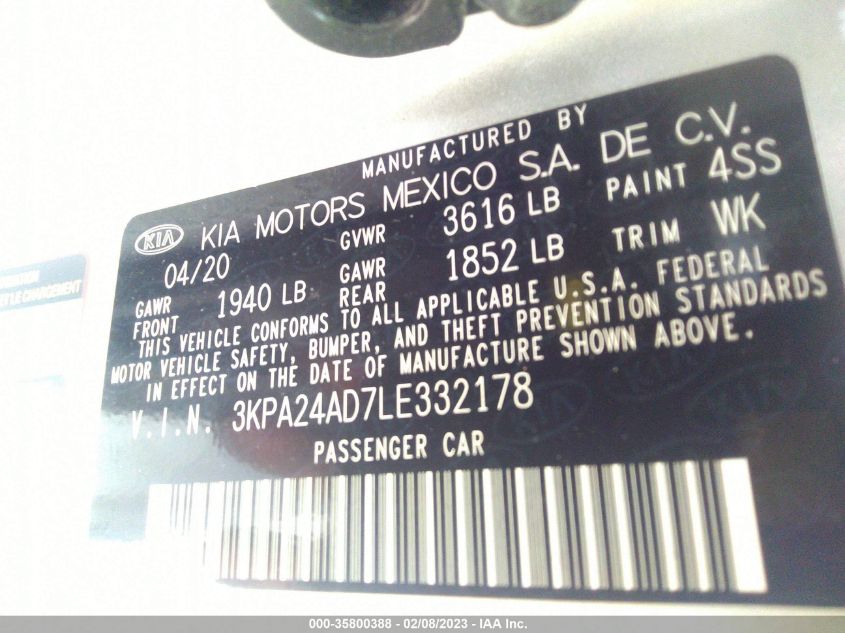 MANUFACTURED BY
KIA KIA MOTORS MEXICO S.A. DE C.V.
04/20 GVWR 3616 LB PAINT 4SS
GAWR FRONT 1940 LB GAWR REAR 1852 LB TRIM WK
THIS VEHICLE CONFORMS TO ALL APPLICABLE U.S.A. FEDERAL
MOTOR VEHICLE SAFETY, BUMPER, AND THEFT PREVENTION STANDARDS
IN EFFECT ON THE DATE OF MANUFACTURE SHOWN ABOVE.
V.I.N. 3KPA24AD7LE332178
PASSENGER CAR
000-35800388 - 02/08/2023 - IAA Inc.